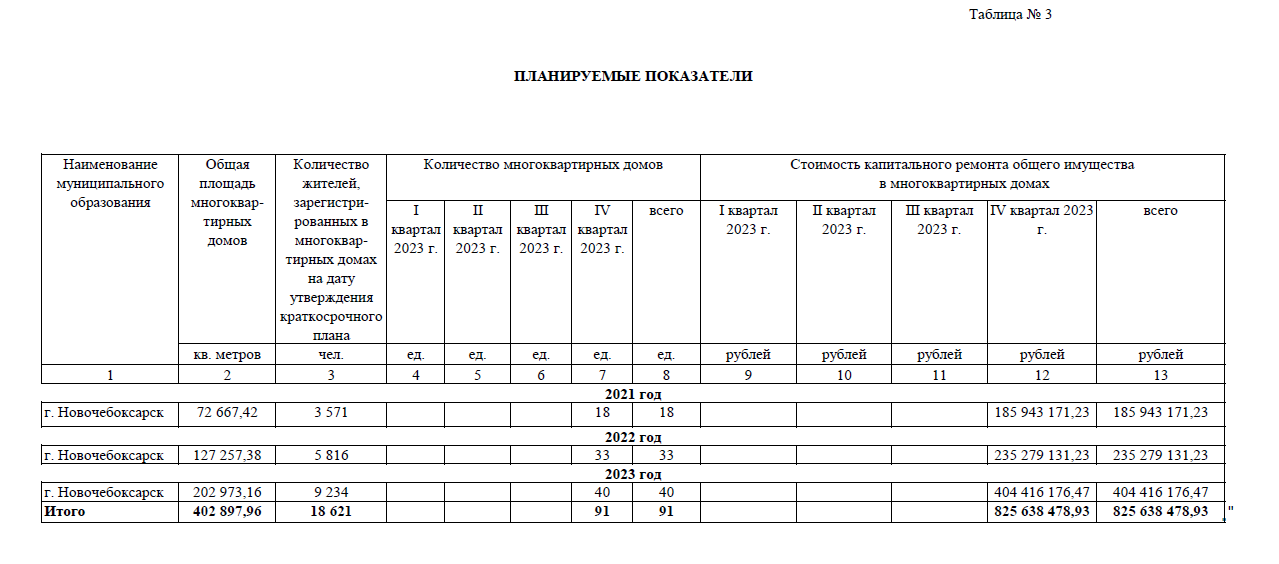 Таблица № 3
ПЛАНИРУЕМЫЕ ПОКАЗАТЕЛИ
Наименование
муниципального
образования
Общая
площадь
многоквар-
тирных
домов
Количество
жителей,
зарегистри-
рованных в
многоквар-
тирных домах
на дату
утверждения
краткосрочного
плана
Количество многоквартирных домов
Стоимость капитального ремонта общего имущества
в многоквартирных домах
I
квартал
2023 г.
II
квартал
2023 г.
III
квартал
2023 г.
IV
квартал
2023 г.
всего
I квартал
2023 г.
II квартал
2023 г.
III квартал
2023 г.
IV квартал 2023
г.
всего
кв. метров чел. ед. ед. ед. ед. ед. рублей рублей рублей рублей рублей
1 2 3 4 5 6 7 8 9 10 11 12 13
2021 год
г. Новочебоксарск 72 667,42 3 571 18 18 185 943 171,23 185 943 171,23
2022 год
г. Новочебоксарск 127 257,38 5 816 33 33 235 279 131,23 235 279 131,23
2023 год
г. Новочебоксарск 202 973,16 9 234 40 40 404 416 176,47 404 416 176,47
Итого 402 897,96 18 621 91 91 825 638 478,93 825 638 478,93 "